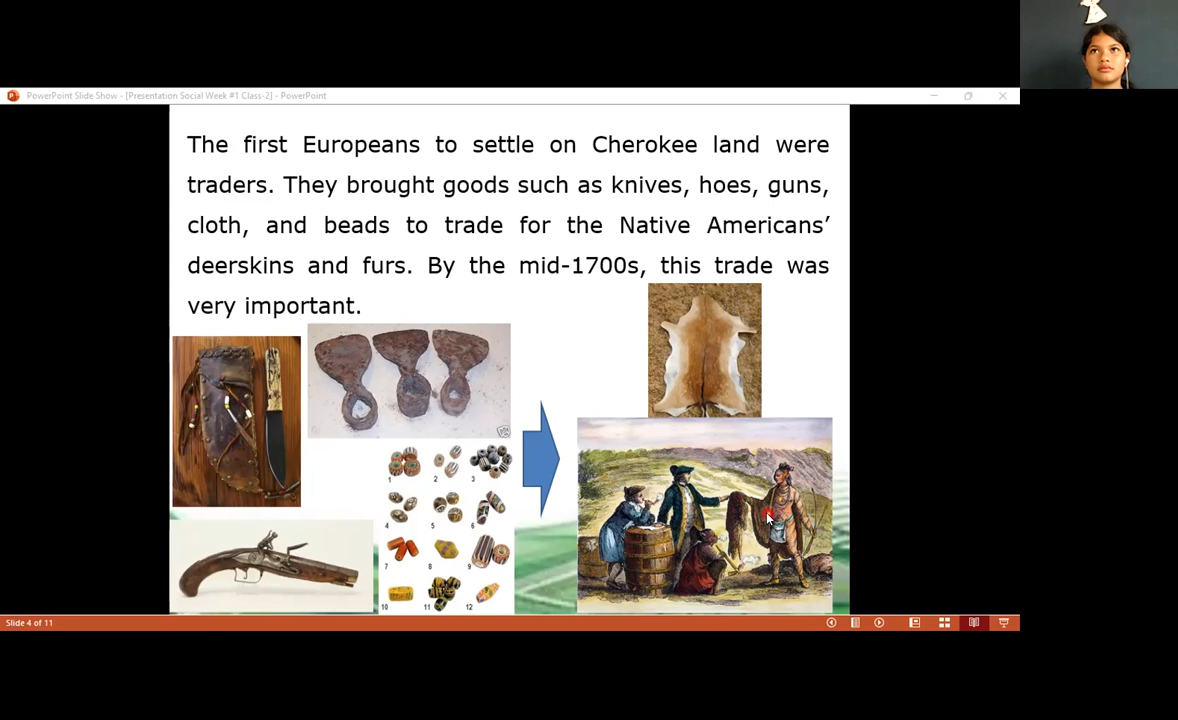 PowerPoint Slide Show - [Presentation Social Week #1 Class-2] - PowerPoint
The first Europeans to settle on Cherokee land were
traders. They brought goods such as knives, hoes, guns,
cloth, and beads to trade for the Native Americans’
deerskins and furs. By the mid-1700s, this trade was
very important.
1 2 3
4 5 6
7 8 9
10 11 12
Slide 4 of 11